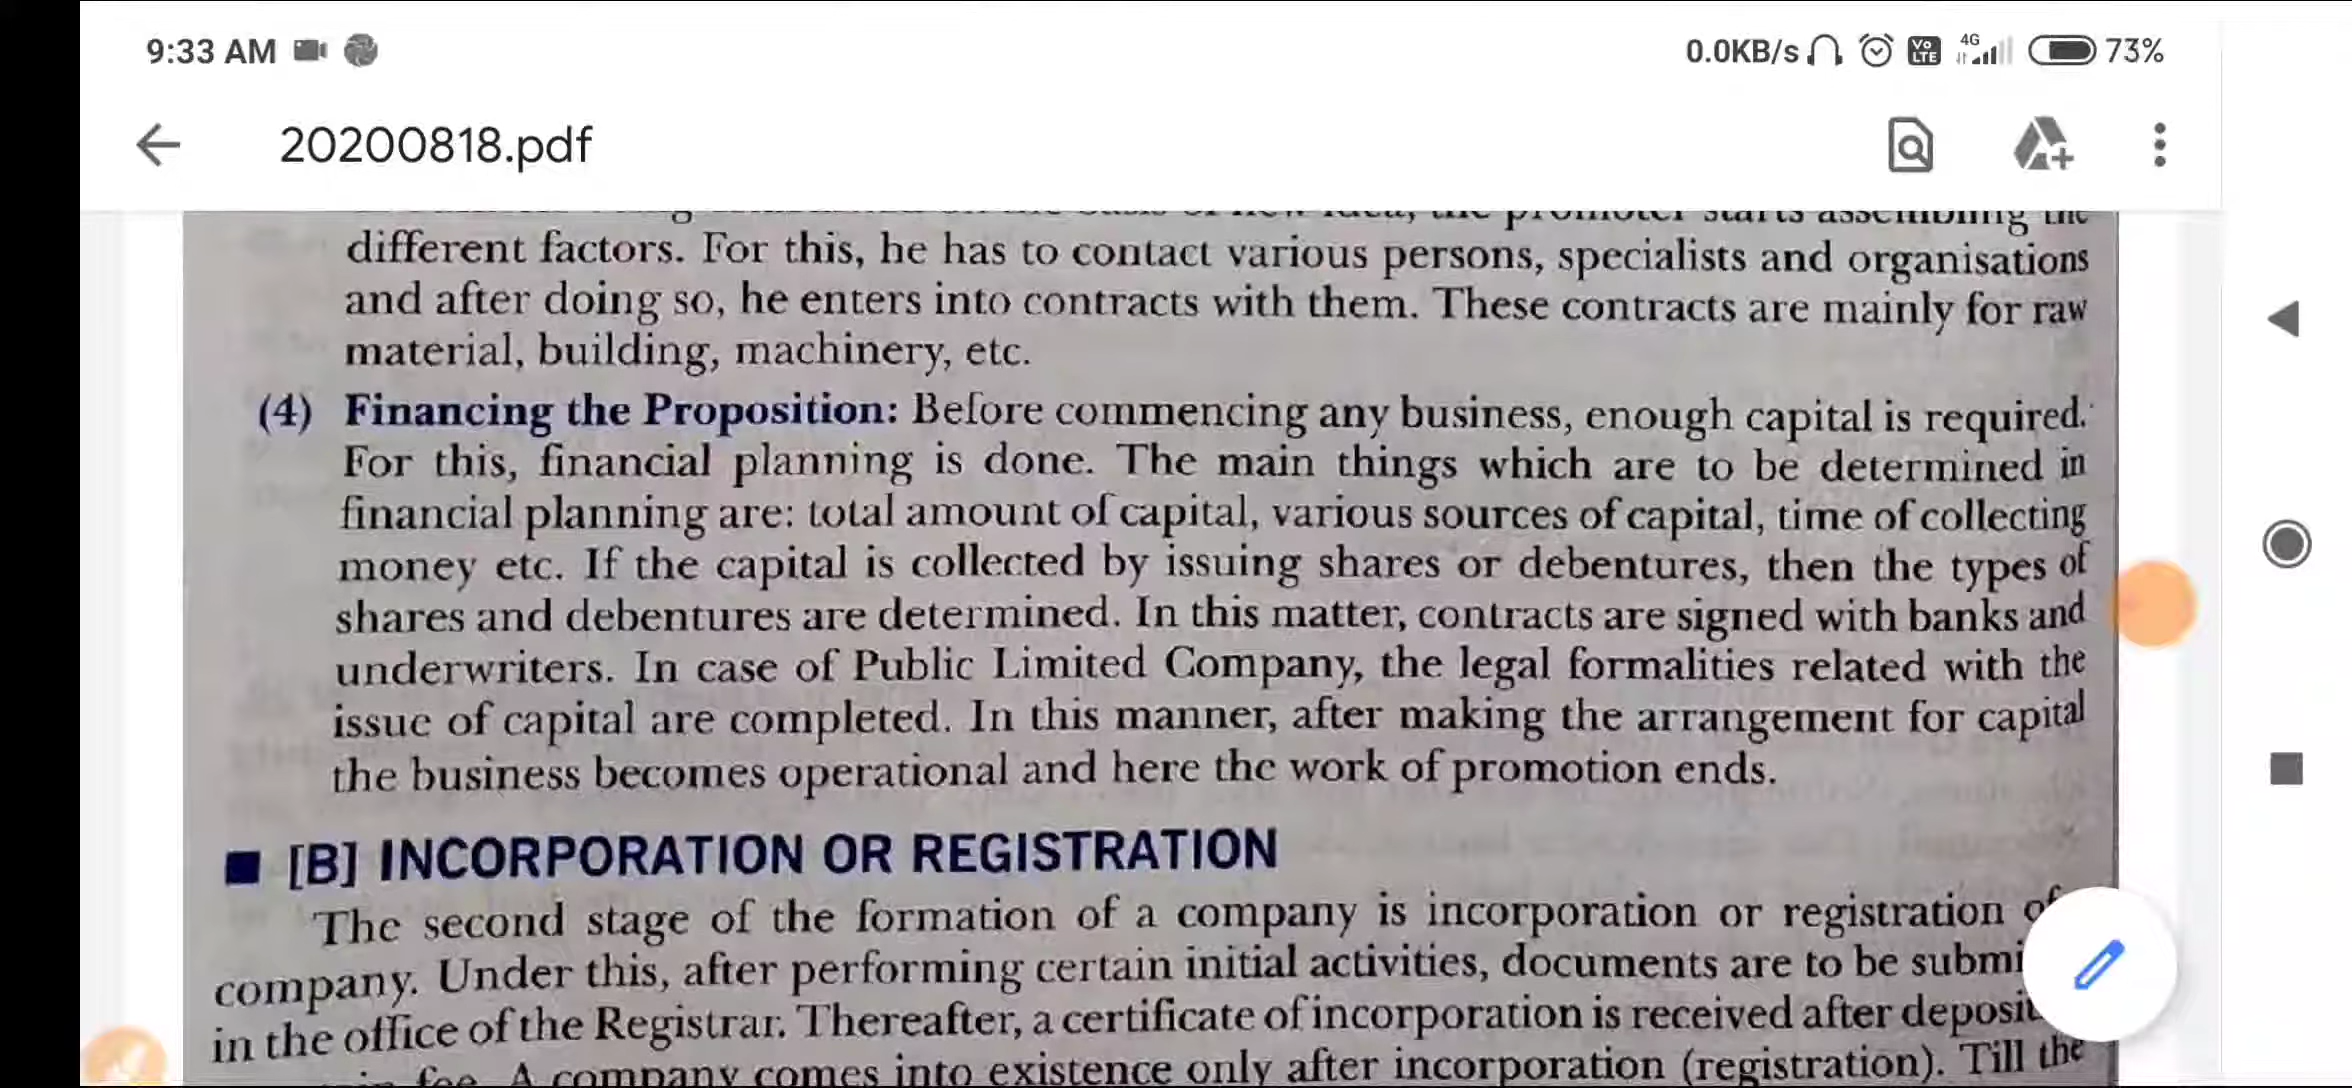 9:33 AM
0.0KB/s Vo LTE 4G 73%
20200818.pdf
the promoter starts assembling the
different factors. For this, he has to contact various persons, specialists and organisations
and after doing so, he enters into contracts with them. These contracts are mainly for raw
material, building, machinery, etc.
(4) Financing the Proposition: Before commencing any business, enough capital is required.
For this, financial planning is done. The main things which are to be determined in
financial planning are: total amount of capital, various sources of capital, time of collecting
money etc. If the capital is collected by issuing shares or debentures, then the types of
shares and debentures are determined. In this matter, contracts are signed with banks and
underwriters. In case of Public Limited Company, the legal formalities related with the
issue of capital are completed. In this manner, after making the arrangement for capital
the business becomes operational and here the work of promotion ends.
[B] INCORPORATION OR REGISTRATION
The second stage of the formation of a company is incorporation or registration of
company. Under this, after performing certain initial activities, documents are to be submi
in the office of the Registrar. Thereafter, a certificate of incorporation is received after deposit
fee. A company comes into existence only after incorporation (registration). Till the